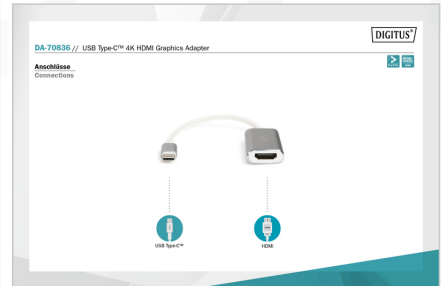 DIGITUS®
DA-70836 // USB Type-C™ 4K HDMI Graphics Adapter
Anschlüsse
Connections
USB Type-C™
HDMI